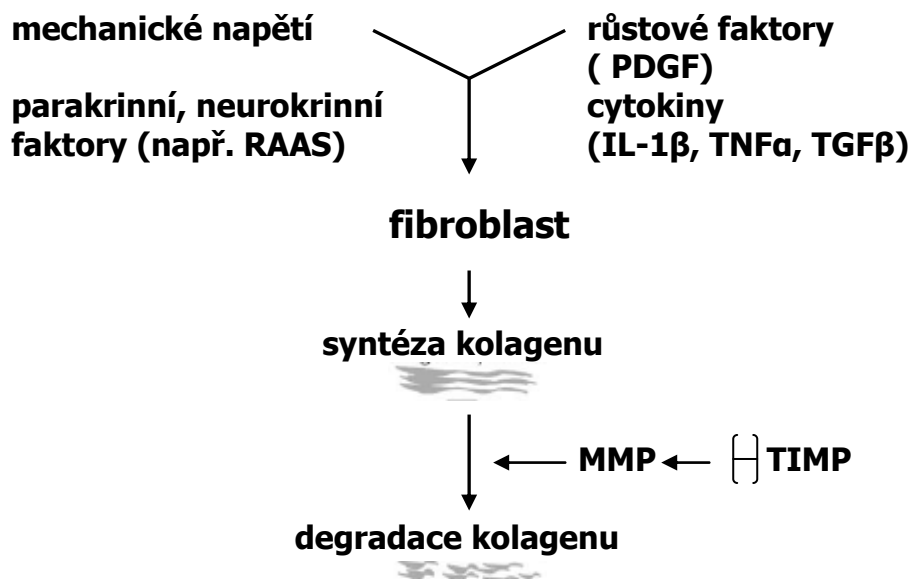 mechanické napětí
parakrinní, neurokrinní
faktory (např. RAAS)
růstové faktory
( PDGF)
cytokiny
(IL-1β, TNFα, TGFβ)
fibroblast
syntéza kolagenu
MMP
TIMP
degradace kolagenu